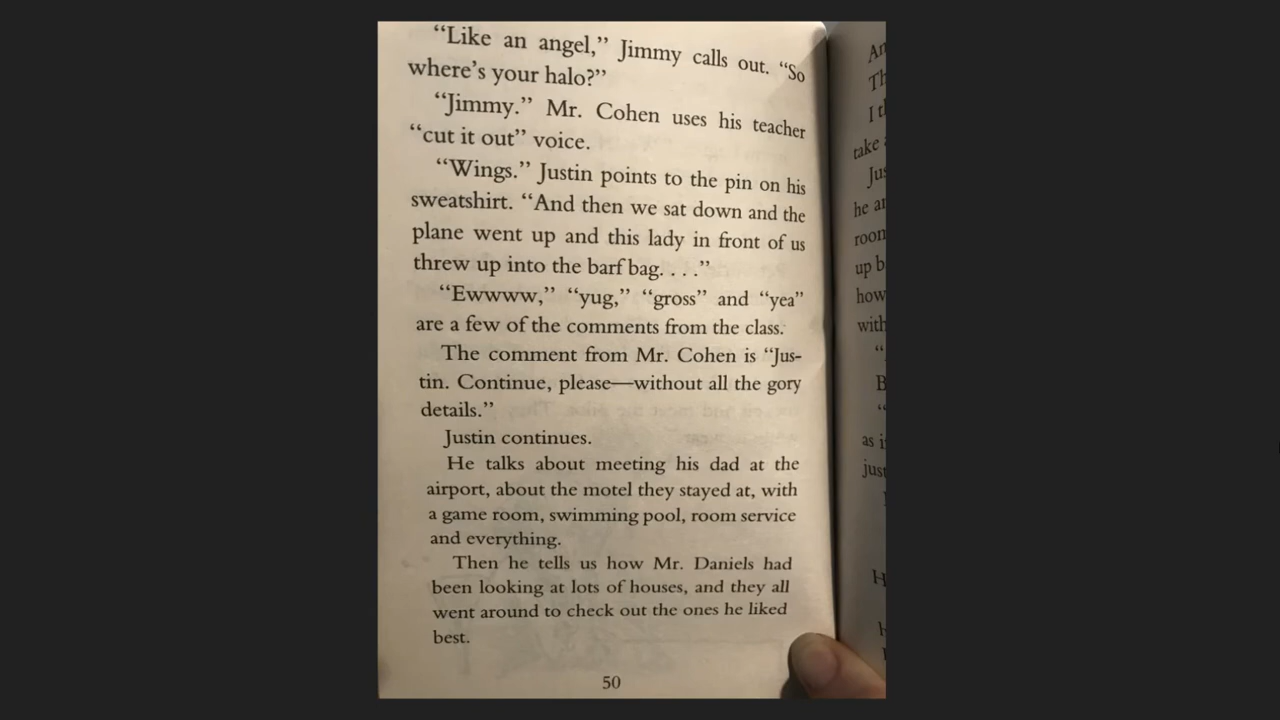 “Like an angel,” Jimmy calls out. “So
where’s your halo?”
“Jimmy.” Mr. Cohen uses his teacher
“cut it out” voice.
“Wings.” Justin points to the pin on his
sweatshirt. “And then we sat down and the
plane went up and this lady in front of us
threw up into the barf bag. . . .”
“Ewwww,” “yug,” “gross” and “yea”
are a few of the comments from the class.
The comment from Mr. Cohen is “Jus-
tin. Continue, please—without all the gory
details.”
Justin continues.
He talks about meeting his dad at the
airport, about the motel they stayed at, with
a game room, swimming pool, room service
and everything.
Then he tells us how Mr. Daniels had
been looking at lots of houses, and they all
went around to check out the ones he liked
best.
50
take
he
up
how
with
as